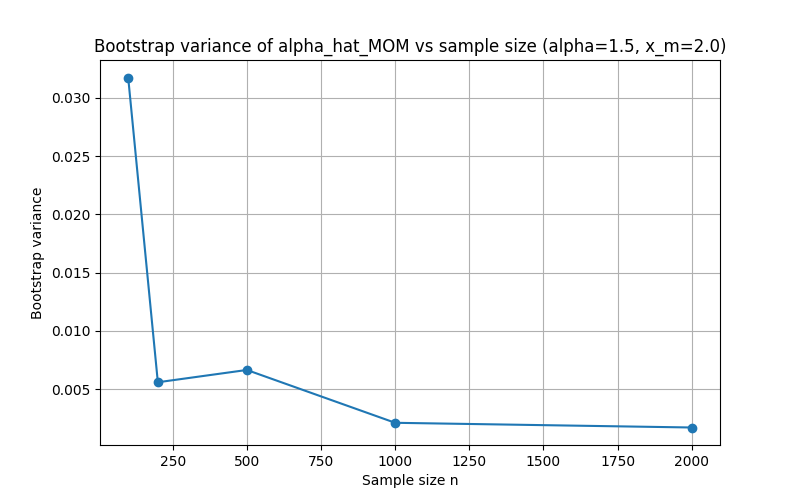 Bootstrap variance of alpha_hat_MOM vs sample size (alpha=1.5, x_m=2.0)
0.030
0.025
0.020
0.015
0.010
0.005
Bootstrap variance
250 500 750 1000 1250 1500 1750 2000
Sample size n